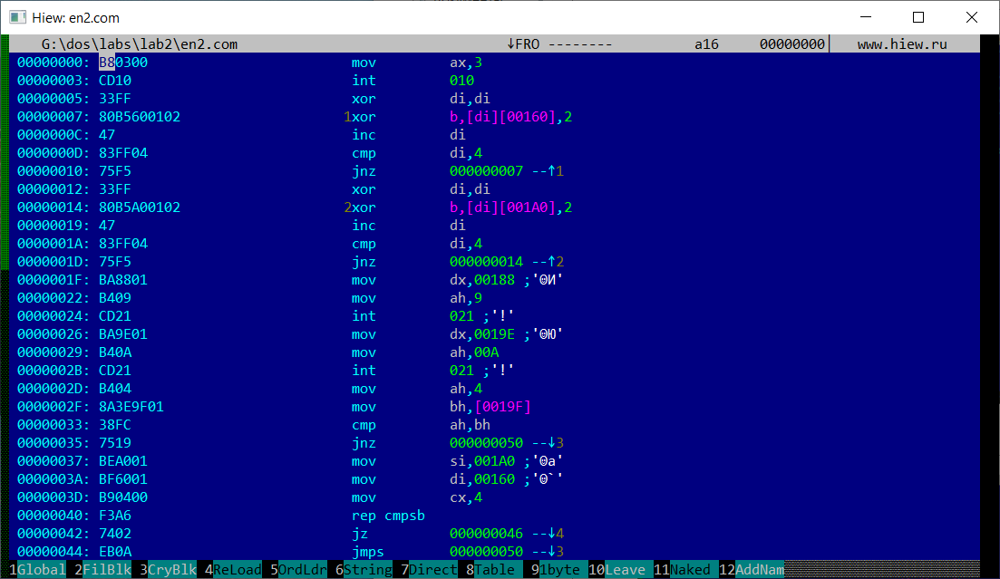 Hiew: en2.com
G:\dos\labs\lab2\en2.com ↓FRO -------- a16 00000000 www.hiew.ru
00000000: B80300 mov ax,3
00000003: CD10 int 010
00000005: 33FF xor di,di
00000007: 80B5600102 1xor b,[di][00160],2
0000000C: 47 inc di
0000000D: 83FF04 cmp di,4
00000010: 75F5 jnz 000000007 --↑1
00000012: 33FF xor di,di
00000014: 80B5A00102 2xor b,[di][001A0],2
00000019: 47 inc di
0000001A: 83FF04 cmp di,4
0000001D: 75F5 jnz 000000014 --↑2
0000001F: BA8801 mov dx,00188 ;'☺И'
00000022: B409 mov ah,9
00000024: CD21 int 021 ;'!'
00000026: BA9E01 mov dx,0019E ;'☺Ю'
00000029: B40A mov ah,00A
0000002B: CD21 int 021 ;'!'
0000002D: B404 mov ah,4
0000002F: 8A3E9F01 mov bh,[0019F]
00000033: 38FC cmp ah,bh
00000035: 7519 jnz 000000050 --↓3
00000037: BEA001 mov si,001A0 ;'☺а'
0000003A: BF6001 mov di,00160 ;'☺`'
0000003D: B90400 mov cx,4
00000040: F3A6 rep cmpsb
00000042: 7402 jz 000000046 --↓4
00000044: EB0A jmps 000000050 --↓3
1Global 2FilBlk 3CryBlk 4ReLoad 5OrdLdr 6String 7Direct 8Table 91byte 10Leave 11Naked 12AddNam